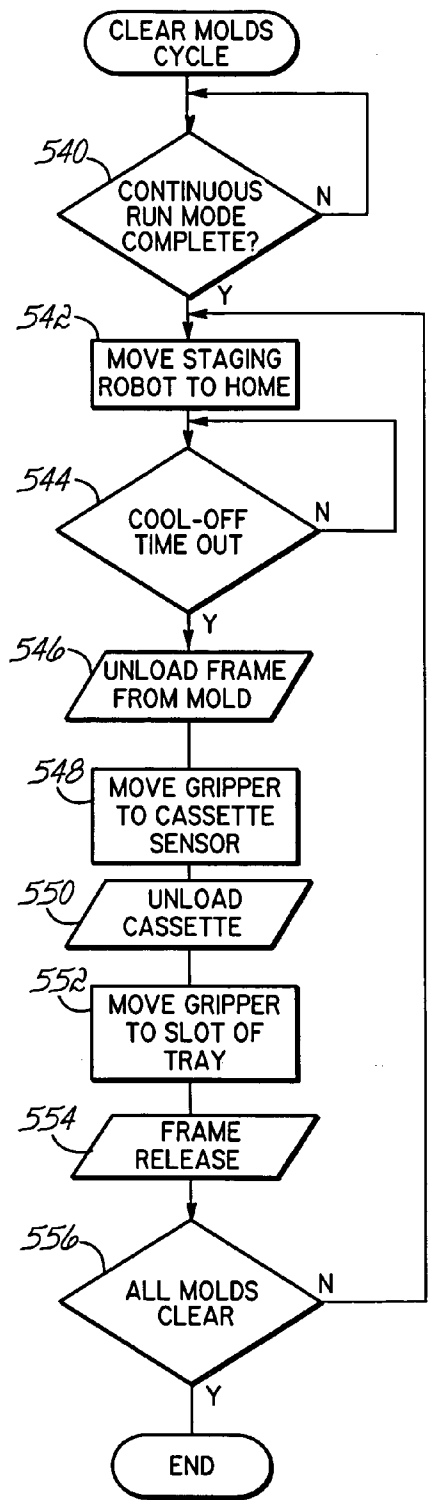 CLEAR MOLDS
CYCLE
540
CONTINUOUS
RUN MODE
COMPLETE?
N
Y
542
MOVE STAGING
ROBOT TO HOME
544
COOL-OFF
TIME OUT
N
Y
546
UNLOAD FRAME
FROM MOLD
548
MOVE GRIPPER
TO CASSETTE
SENSOR
550
UNLOAD
CASSETTE
552
MOVE GRIPPER
TO SLOT OF
TRAY
554
FRAME
RELEASE
556
ALL MOLDS
CLEAR
N
Y
END